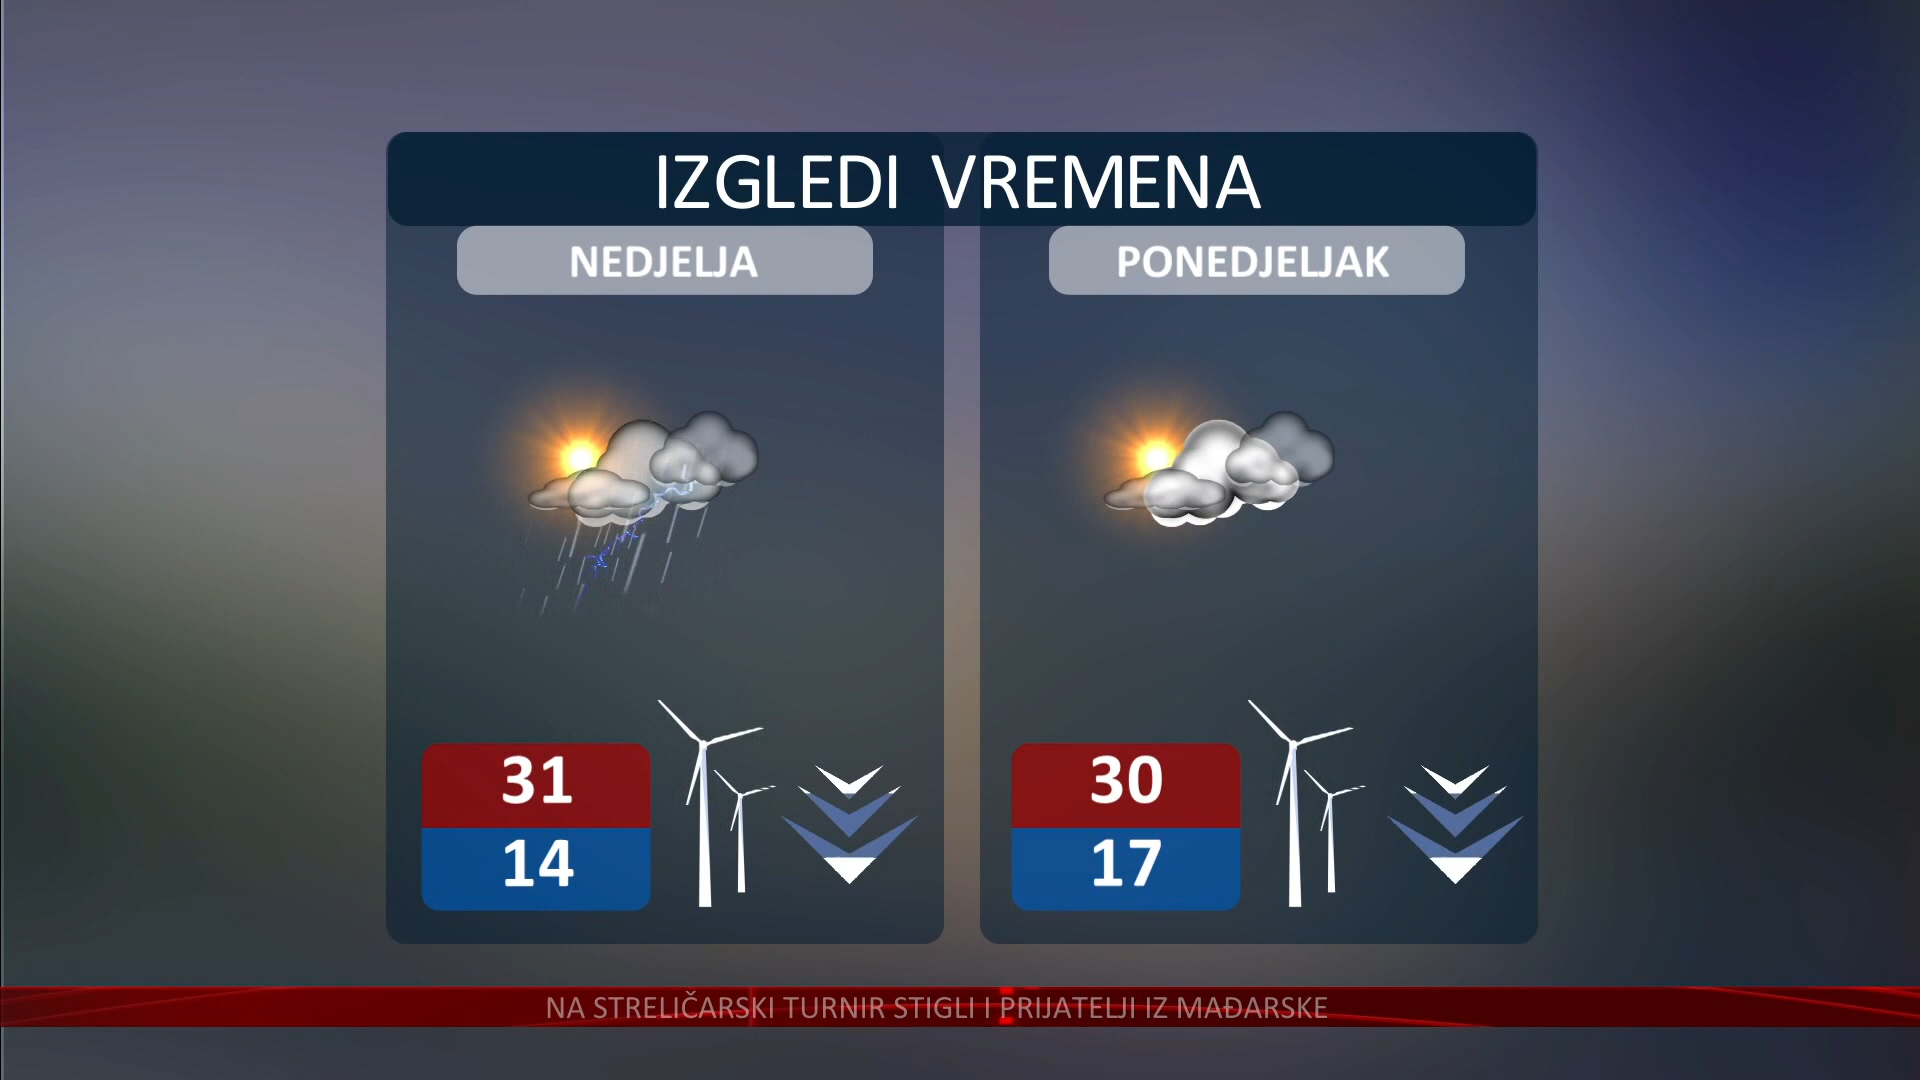 IZGLEDI VREMENA
NEDJELJA
PONEDJELJAK
31
14
30
17
NA STRELIČARSKI TURNIR STIGLI I PRIJATELJI IZ MAĐARSKE